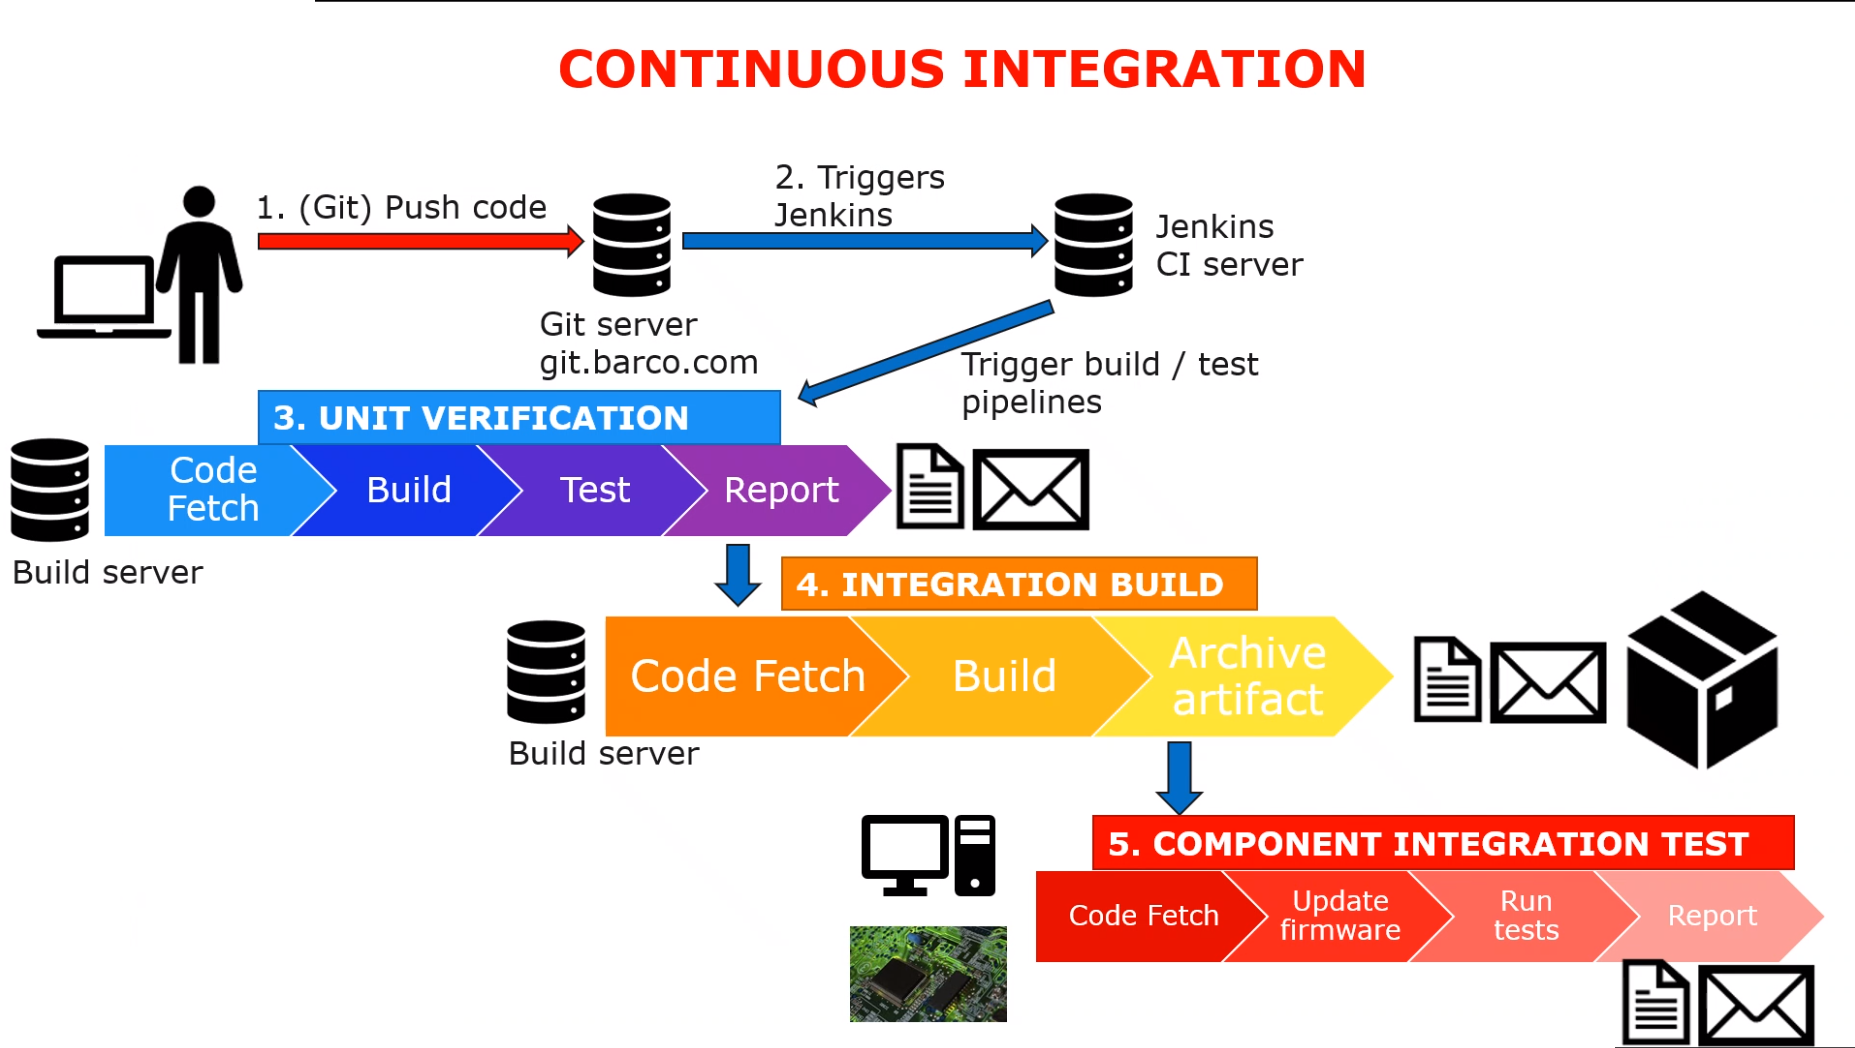 CONTINUOUS INTEGRATION
1. (Git) Push code
2. Triggers
Jenkins
Jenkins
CI server
Git server
git.barco.com
Trigger build / test
pipelines
3. UNIT VERIFICATION
Code
Fetch
Build
Test
Report
Build server
4. INTEGRATION BUILD
Code Fetch
Build
Archive
artifact
Build server
5. COMPONENT INTEGRATION TEST
Code Fetch
Update
firmware
Run
tests
Report